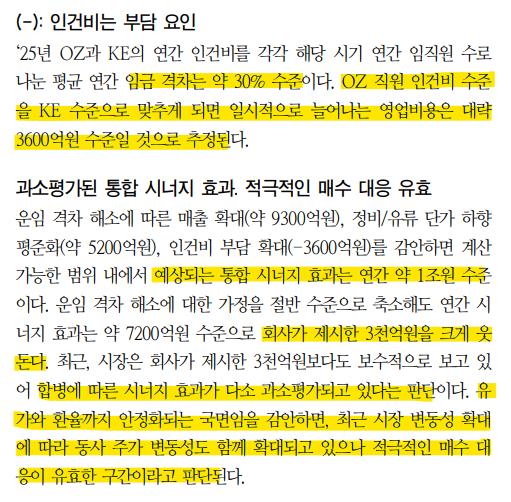 (-): 인건비는 부담 요인
‘25년 OZ과 KE의 연간 인건비를 각각 해당 시기 연간 임직원 수로
나눈 평균 연간 임금 격차는 약 30% 수준이다. OZ 직원 인건비 수준
을 KE 수준으로 맞추게 되면 일시적으로 늘어나는 영업비용은 대략
3600억원 수준일 것으로 추정된다.
과소평가된 통합 시너지 효과. 적극적인 매수 대응 유효
운임 격차 해소에 따른 매출 확대(약 9300억원), 정비/유류 단가 하향
평준화(약 5200억원), 인건비 부담 확대(-3600억원)를 감안하면 계산
가능한 범위 내에서 예상되는 통합 시너지 효과는 연간 약 1조원 수준
이다. 운임 격차 해소에 대한 가정을 절반 수준으로 축소해도 연간 시
너지 효과는 약 7200억원 수준으로 회사가 제시한 3천억원을 크게 웃
돈다. 최근, 시장은 회사가 제시한 3천억원보다도 보수적으로 보고 있
어 합병에 따른 시너지 효과가 다소 과소평가되고 있다는 판단이다. 유
가와 환율까지 안정화되는 국면임을 감안하면, 최근 시장 변동성 확대
에 따라 동사 주가 변동성도 함께 확대되고 있으나 적극적인 매수 대
응이 유효한 구간이라고 판단된다.